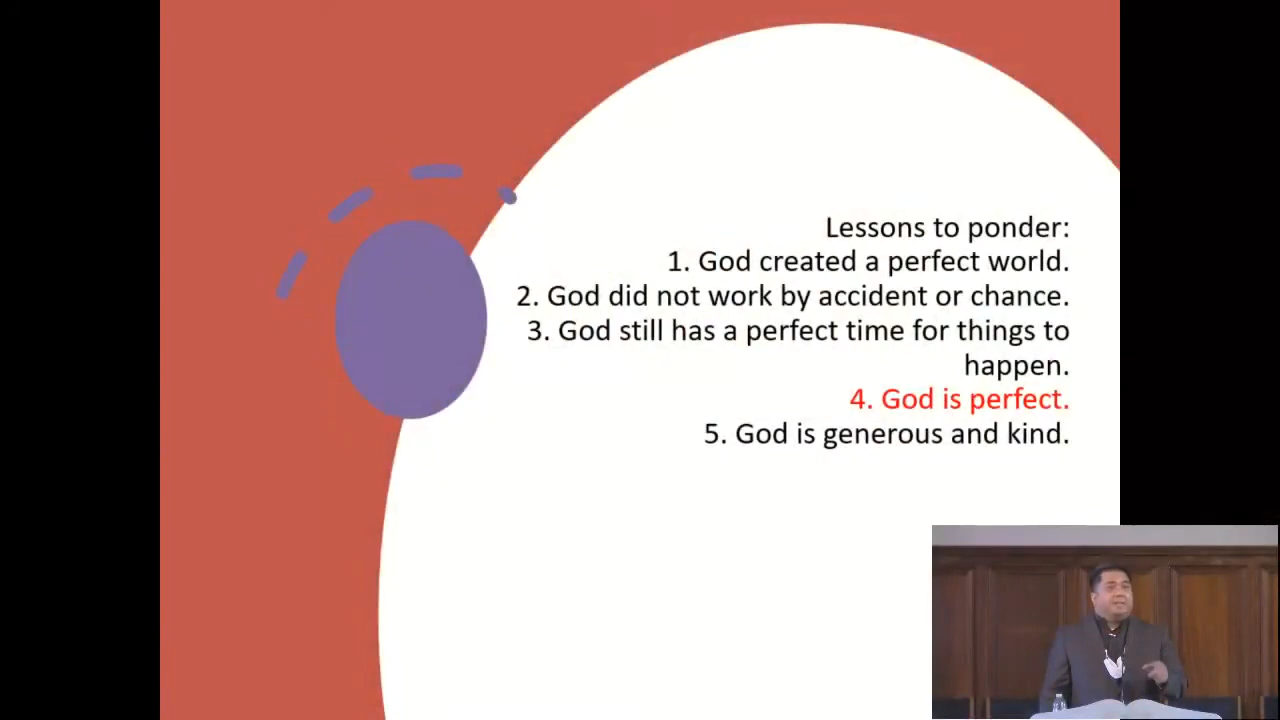 Lessons to ponder:
1. God created a perfect world.
2. God did not work by accident or chance.
3. God still has a perfect time for things to
happen.
4. God is perfect.
5. God is generous and kind.